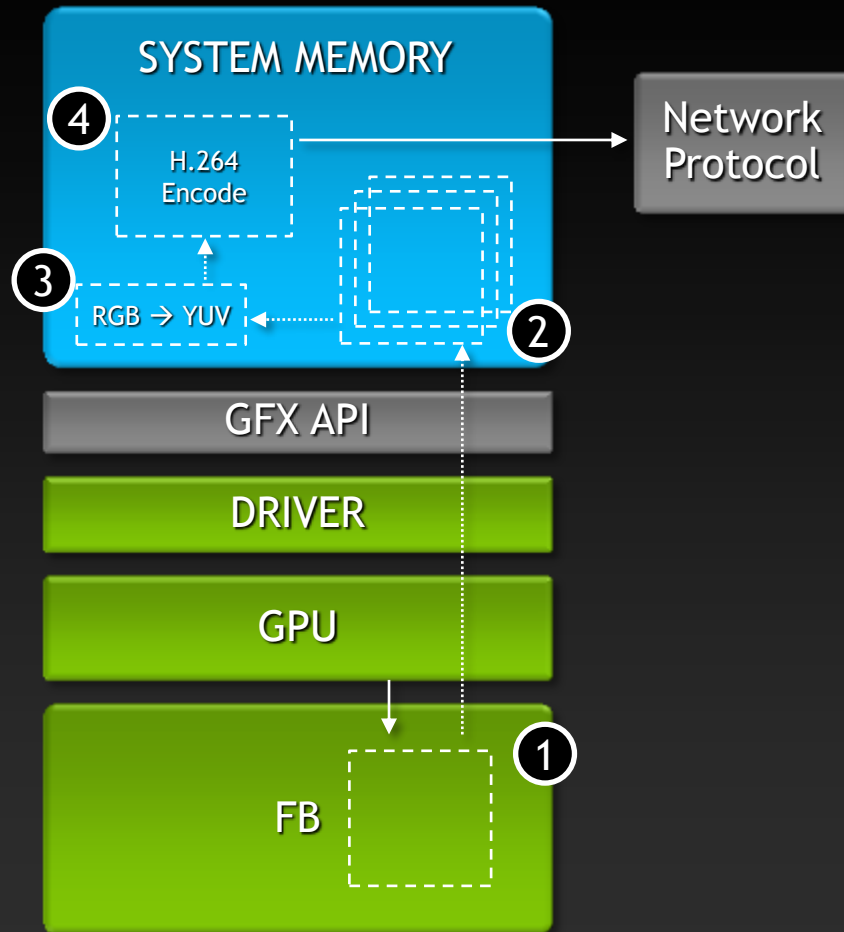 SYSTEM MEMORY
4
H.264
Encode
Network
Protocol
3
RGB → YUV
2
GFX API
DRIVER
GPU
1
FB